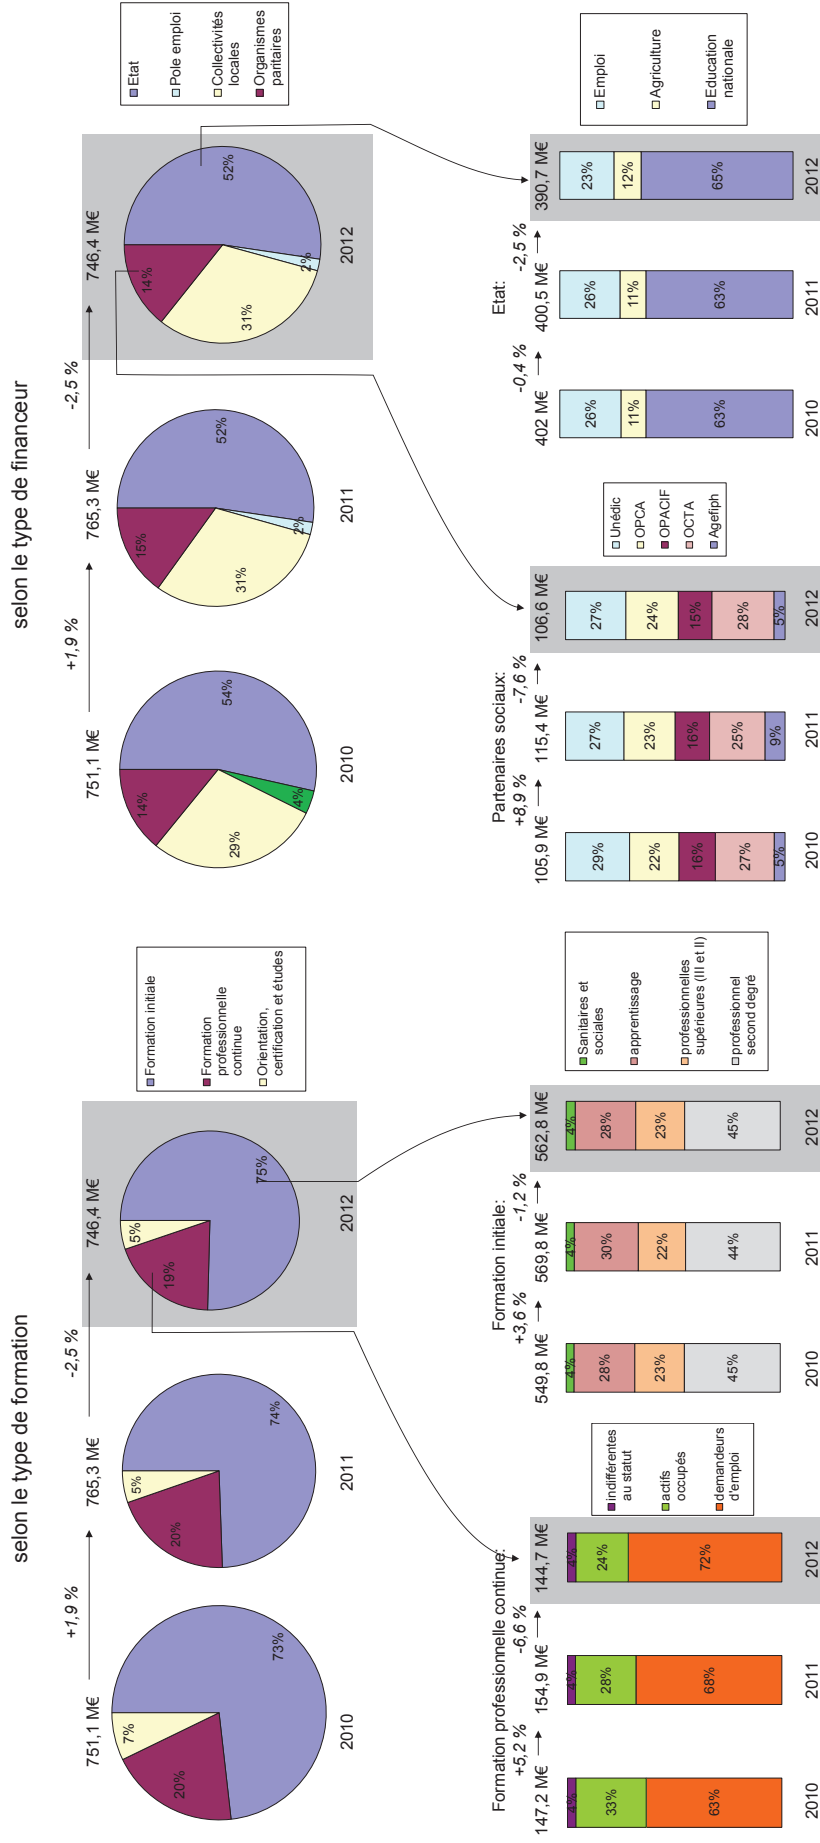 selon le type de formation
751,1 M€
+1,9 %
765,3 M€
-2,5 %
746,4 M€
7%
20%
73%
2010
5%
20%
74%
2011
5%
19%
75%
2012
Formation initiale
Formation
professionnelle
continue
Orientation,
certification et études
Formation professionnelle continue:
147,2 M€
+5,2 %
154,9 M€
-6,6 %
144,7 M€
4%
33%
63%
2010
4%
28%
68%
2011
4%
24%
72%
2012
indifférentes
au statut
actifs
occupés
demandeurs
d'emploi
Formation initiale:
549,8 M€
+3,6 %
569,8 M€
-1,2 %
562,8 M€
4%
28%
23%
45%
2010
4%
30%
22%
44%
2011
4%
28%
23%
45%
2012
Sanitaires et
sociales
apprentissage
professionnelles
supérieures (III et II)
professionnel
second degré
selon le type de financeur
751,1 M€
+1,9 %
765,3 M€
-2,5 %
746,4 M€
14%
54%
29%
4%
2010
15%
52%
31%
2%
2011
14%
52%
31%
2%
2012
Etat
Pole emploi
Collectivités
locales
Organismes
paritaires
Partenaires sociaux:
105,9 M€
+8,9 %
115,4 M€
-7,6 %
106,6 M€
29%
22%
16%
27%
5%
2010
27%
23%
16%
25%
9%
2011
27%
24%
15%
28%
5%
2012
Unédic
OPCA
OPACIF
OCTA
Agefiph
Etat:
402 M€
-0,4 %
400,5 M€
-2,5 %
390,7 M€
26%
11%
63%
2010
26%
11%
63%
2011
23%
12%
65%
2012
Emploi
Agriculture
Education
nationale